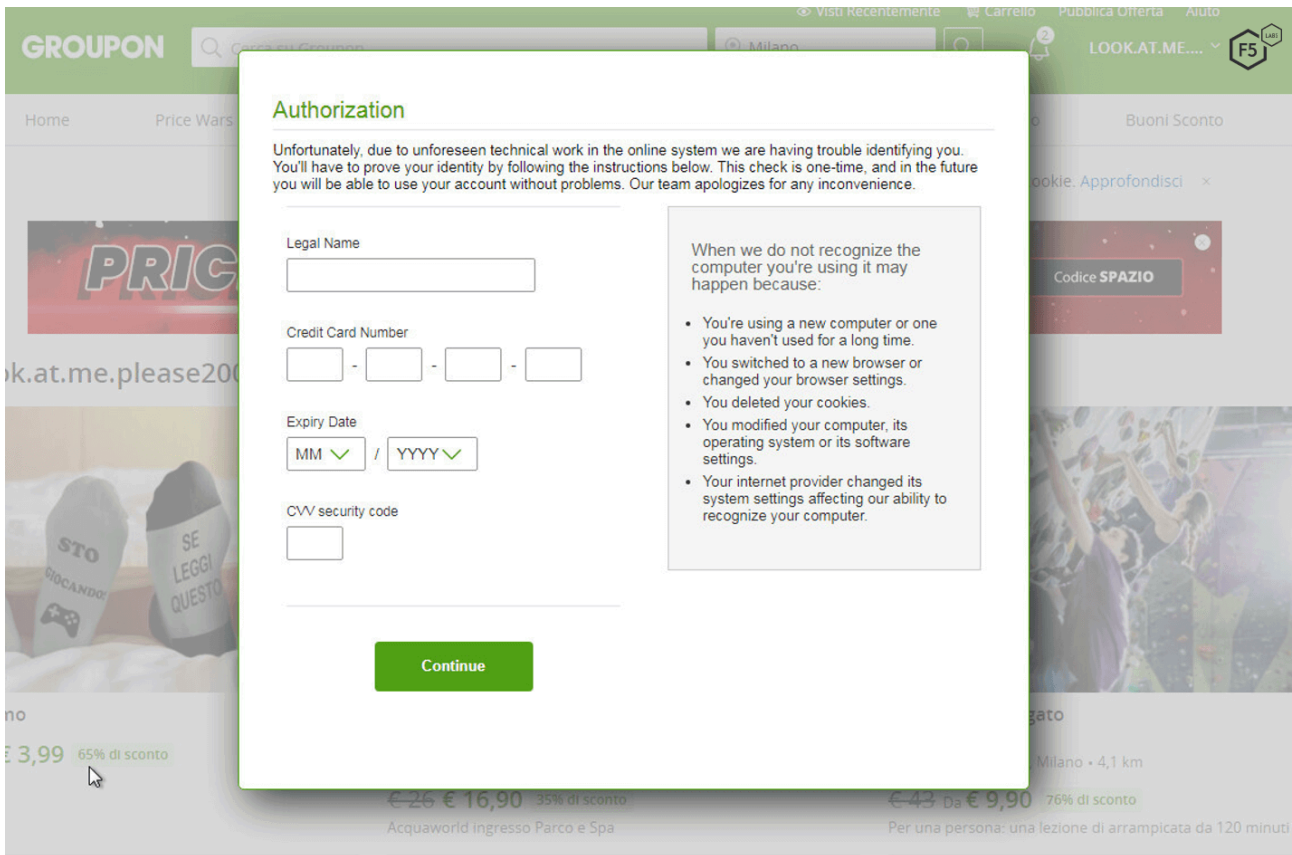 Visti Recentemente Carrello Pubblica Offerta Aiuto
GROUPON
Cerca su Groupon
Milano
2
LOOK.AT.ME....
F5 LABS
Home
Price Wars
Buoni Sconto
ookie. Approfondisci ×
PRIC
Codice SPAZIO
ok.at.me.please200
Authorization
Unfortunately, due to unforeseen technical work in the online system we are having trouble identifying you.
You'll have to prove your identity by following the instructions below. This check is one-time, and in the future
you will be able to use your account without problems. Our team apologizes for any inconvenience.
Legal Name
Credit Card Number
- - -
Expiry Date
MM / YYYY
CVV security code
Continue
When we do not recognize the
computer you're using it may
happen because:
• You're using a new computer or one
you haven't used for a long time.
• You switched to a new browser or
changed your browser settings.
• You deleted your cookies.
• You modified your computer, its
operating system or its software
settings.
• Your internet provider changed its
system settings affecting our ability to
recognize your computer.
STO
GIOCANDO!
SE
LEGGI
QUESTO
mo
€ 3,99 65% di sconto
€ 26 € 16,90 35% di sconto
Acquaworld ingresso Parco e Spa
gato
Milano • 4,1 km
€ 43 Da € 9,90 76% di sconto
Per una persona: una lezione di arrampicata da 120 minuti